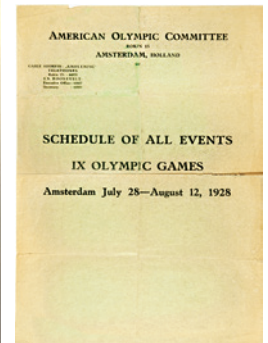 AMERICAN OLYMPIC COMMITTEE
AMSTERDAM, HOLLAND
SCHEDULE OF ALL EVENTS
IX OLYMPIC GAMES
Amsterdam July 28—August 12, 1928